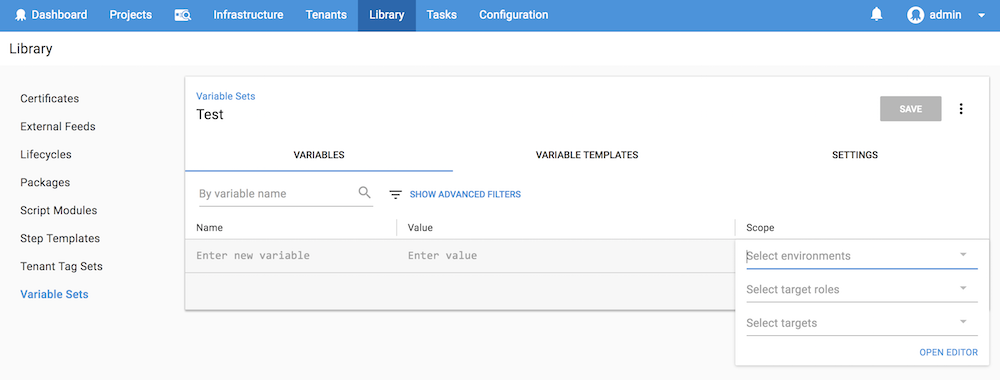 Dashboard Projects Infrastructure Tenants Library Tasks Configuration admin
Library
Certificates
External Feeds
Lifecycles
Packages
Script Modules
Step Templates
Tenant Tag Sets
Variable Sets
Variable Sets
Test
SAVE
VARIABLES VARIABLE TEMPLATES SETTINGS
By variable name SHOW ADVANCED FILTERS
Name Value Scope
Enter new variable Enter value Select environments
Select target roles
Select targets
OPEN EDITOR